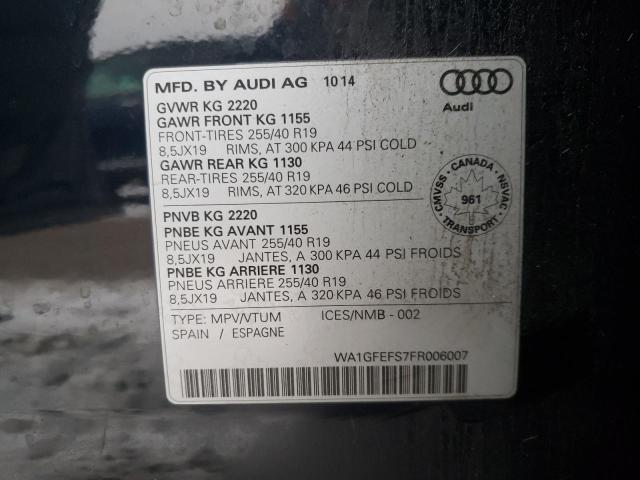 MFD. BY AUDI AG 10 14
Audi
GVWR KG 2220
GAWR FRONT KG 1155
FRONT-TIRES 255/40 R19
8,5JX19 RIMS, AT 300 KPA 44 PSI COLD
GAWR REAR KG 1130
REAR-TIRES 255/40 R19
8,5JX19 RIMS, AT 320 KPA 46 PSI COLD
CMVSS - CANADA - NSVAC
961
TRANSPORT
PNVB KG 2220
PNBE KG AVANT 1155
PNEUS AVANT 255/40 R19
8,5JX19 JANTES, A 300 KPA 44 PSI FROIDS
PNBE KG ARRIERE 1130
PNEUS ARRIERE 255/40 R19
8,5JX19 JANTES, A 320 KPA 46 PSI FROIDS
TYPE: MPV/VTUM ICES/NMB - 002
SPAIN / ESPAGNE
WA1GFEFS7FR006007